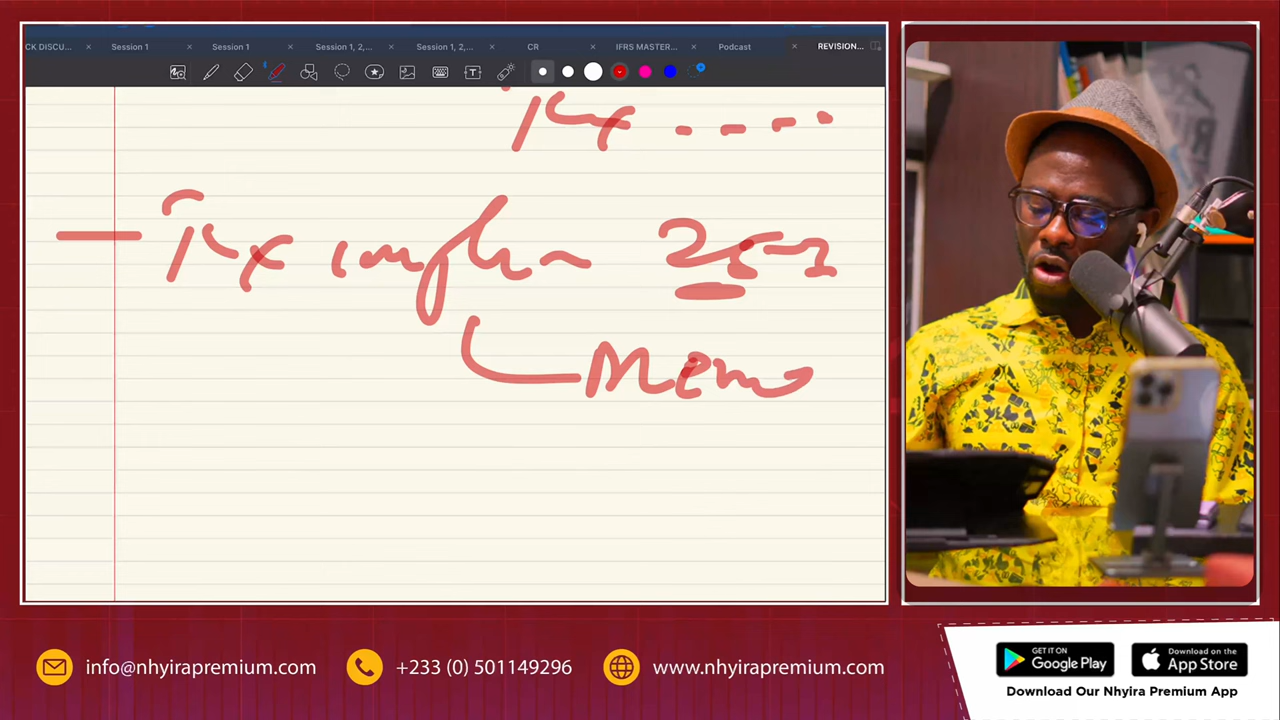 CK DISCU... Session 1 Session 1 Session 1, 2,... Session 1, 2,... CR IFRS MASTER... Podcast REVISION...
Tax ....
Tax
Memo
info@nhyirapremium.com +233 (0) 501149296 www.nhyirapremium.com
GET IT ON Google Play Download on the App Store
Download Our Nhyira Premium App